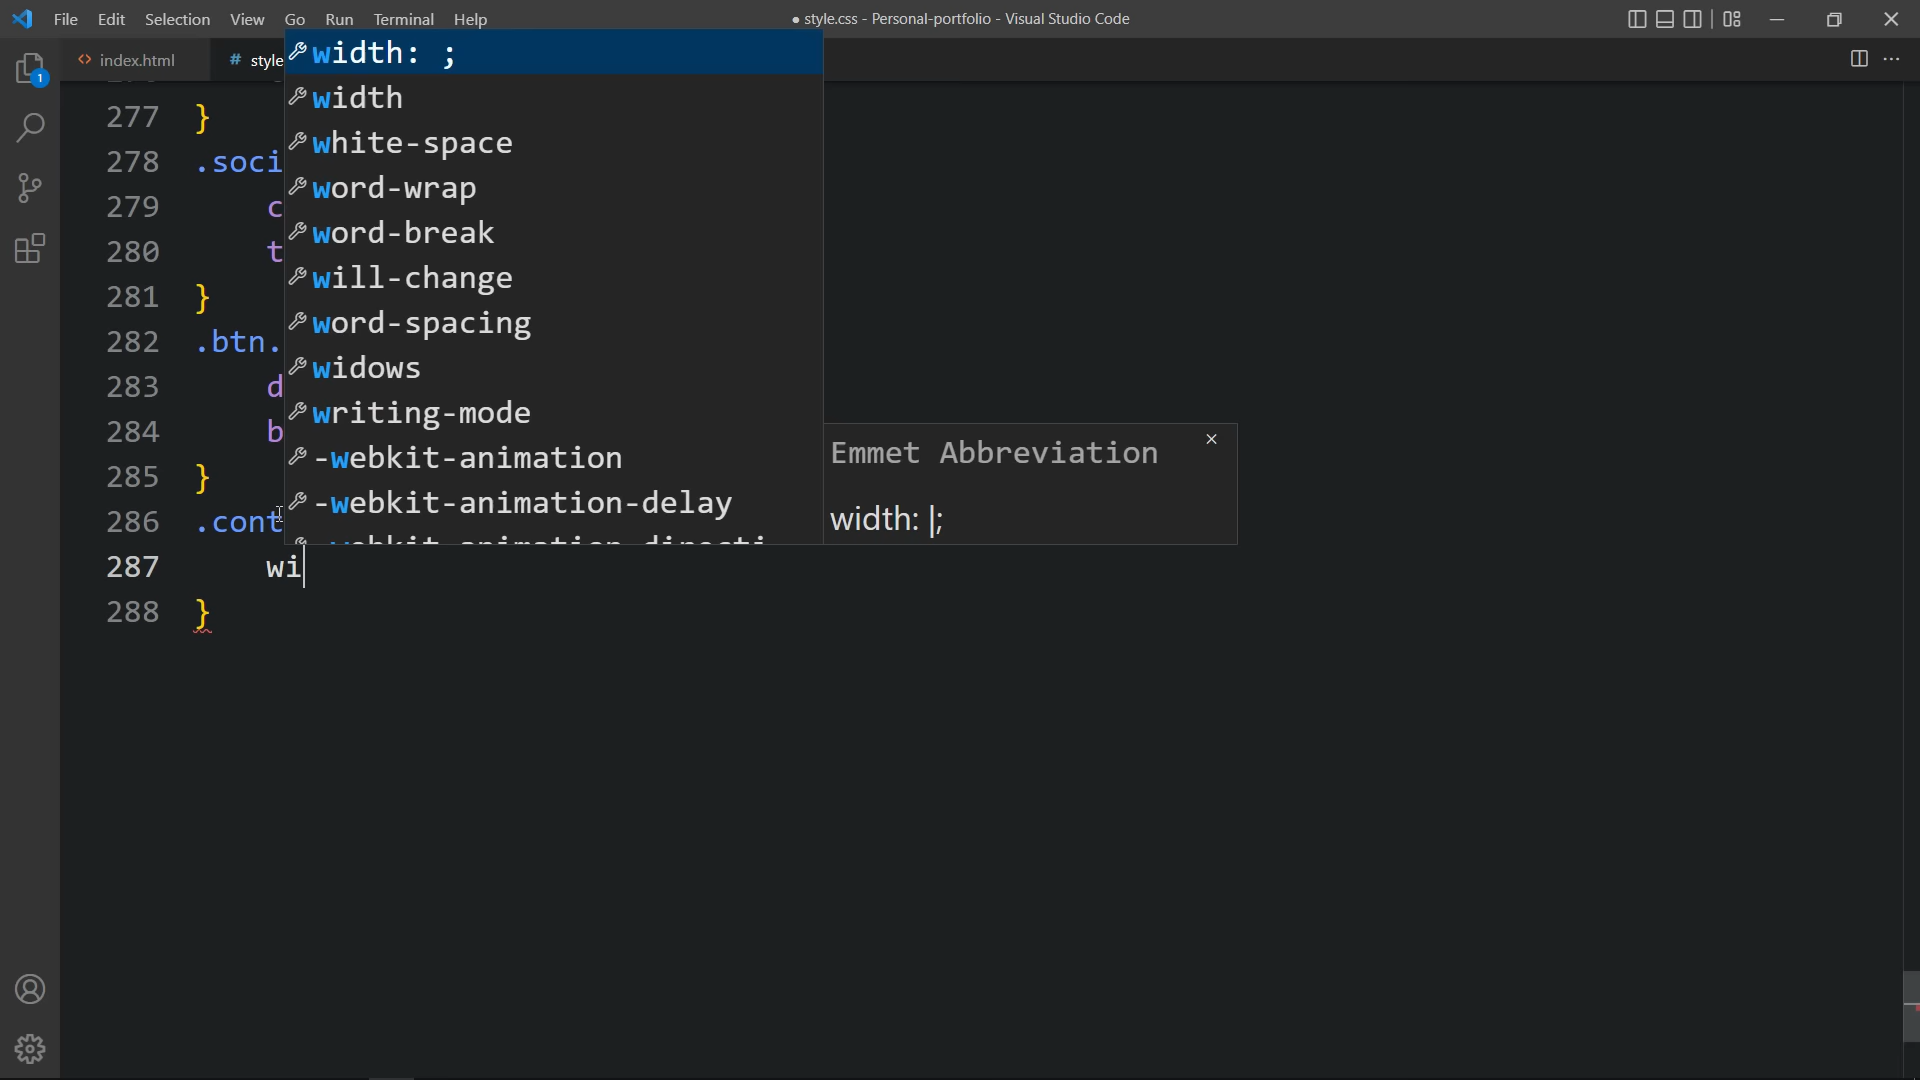 File Edit Selection View Go Run Terminal Help
● style.css - Personal-portfolio - Visual Studio Code
1
<> index.html
# style
277 }
278 .soci
279 c
280 t
281 }
282 .btn.
283 d
284 b
285 }
286 .cont
287 wi
288 }
width: ;
width
white-space
word-wrap
word-break
will-change
word-spacing
widows
writing-mode
-webkit-animation
-webkit-animation-delay
Emmet Abbreviation
width: |;